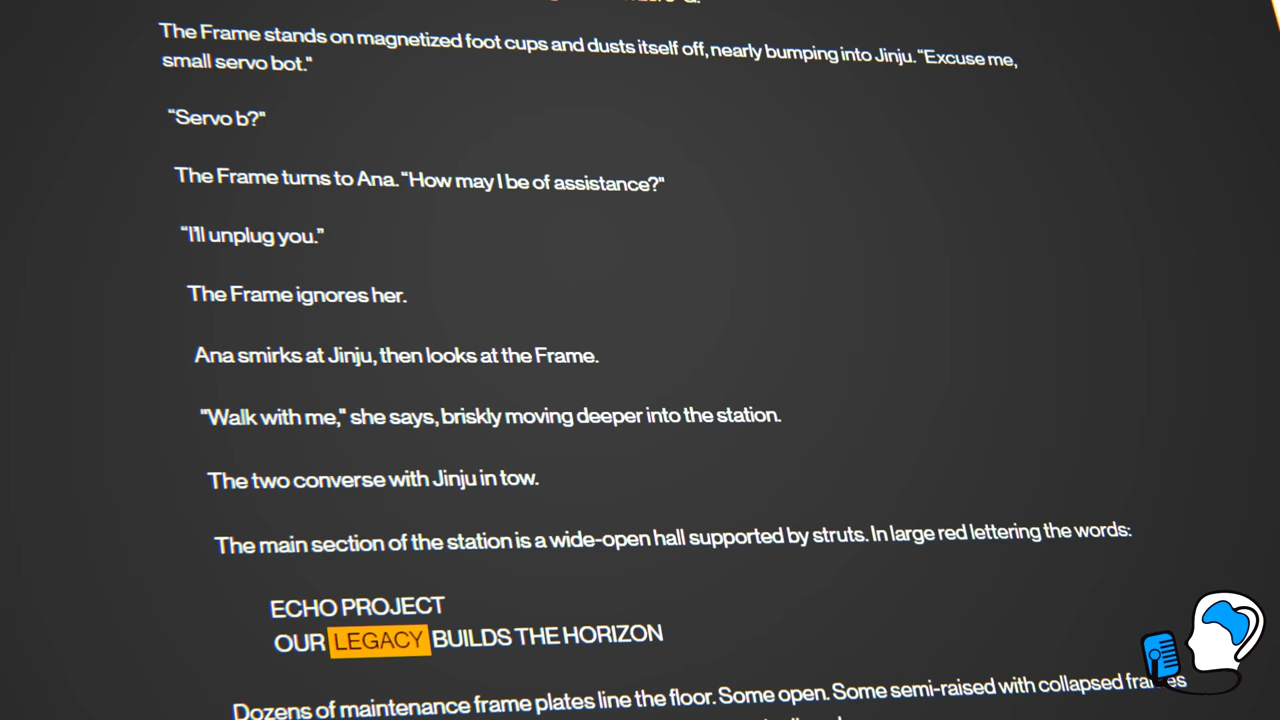 The Frame stands on magnetized foot cups and dusts itself off, nearly bumping into Jinju. “Excuse me,
small servo bot."
“Servo b?"
The Frame turns to Ana. “How may I be of assistance?"
“I'll unplug you.”
The Frame ignores her.
Ana smirks at Jinju, then looks at the Frame.
"Walk with me," she says, briskly moving deeper into the station.
The two converse with Jinju in tow.
The main section of the station is a wide-open hall supported by struts. In large red lettering the words:
ECHO PROJECT
OUR LEGACY BUILDS THE HORIZON
Dozens of maintenance frame plates line the floor. Some open. Some semi-raised with collapsed